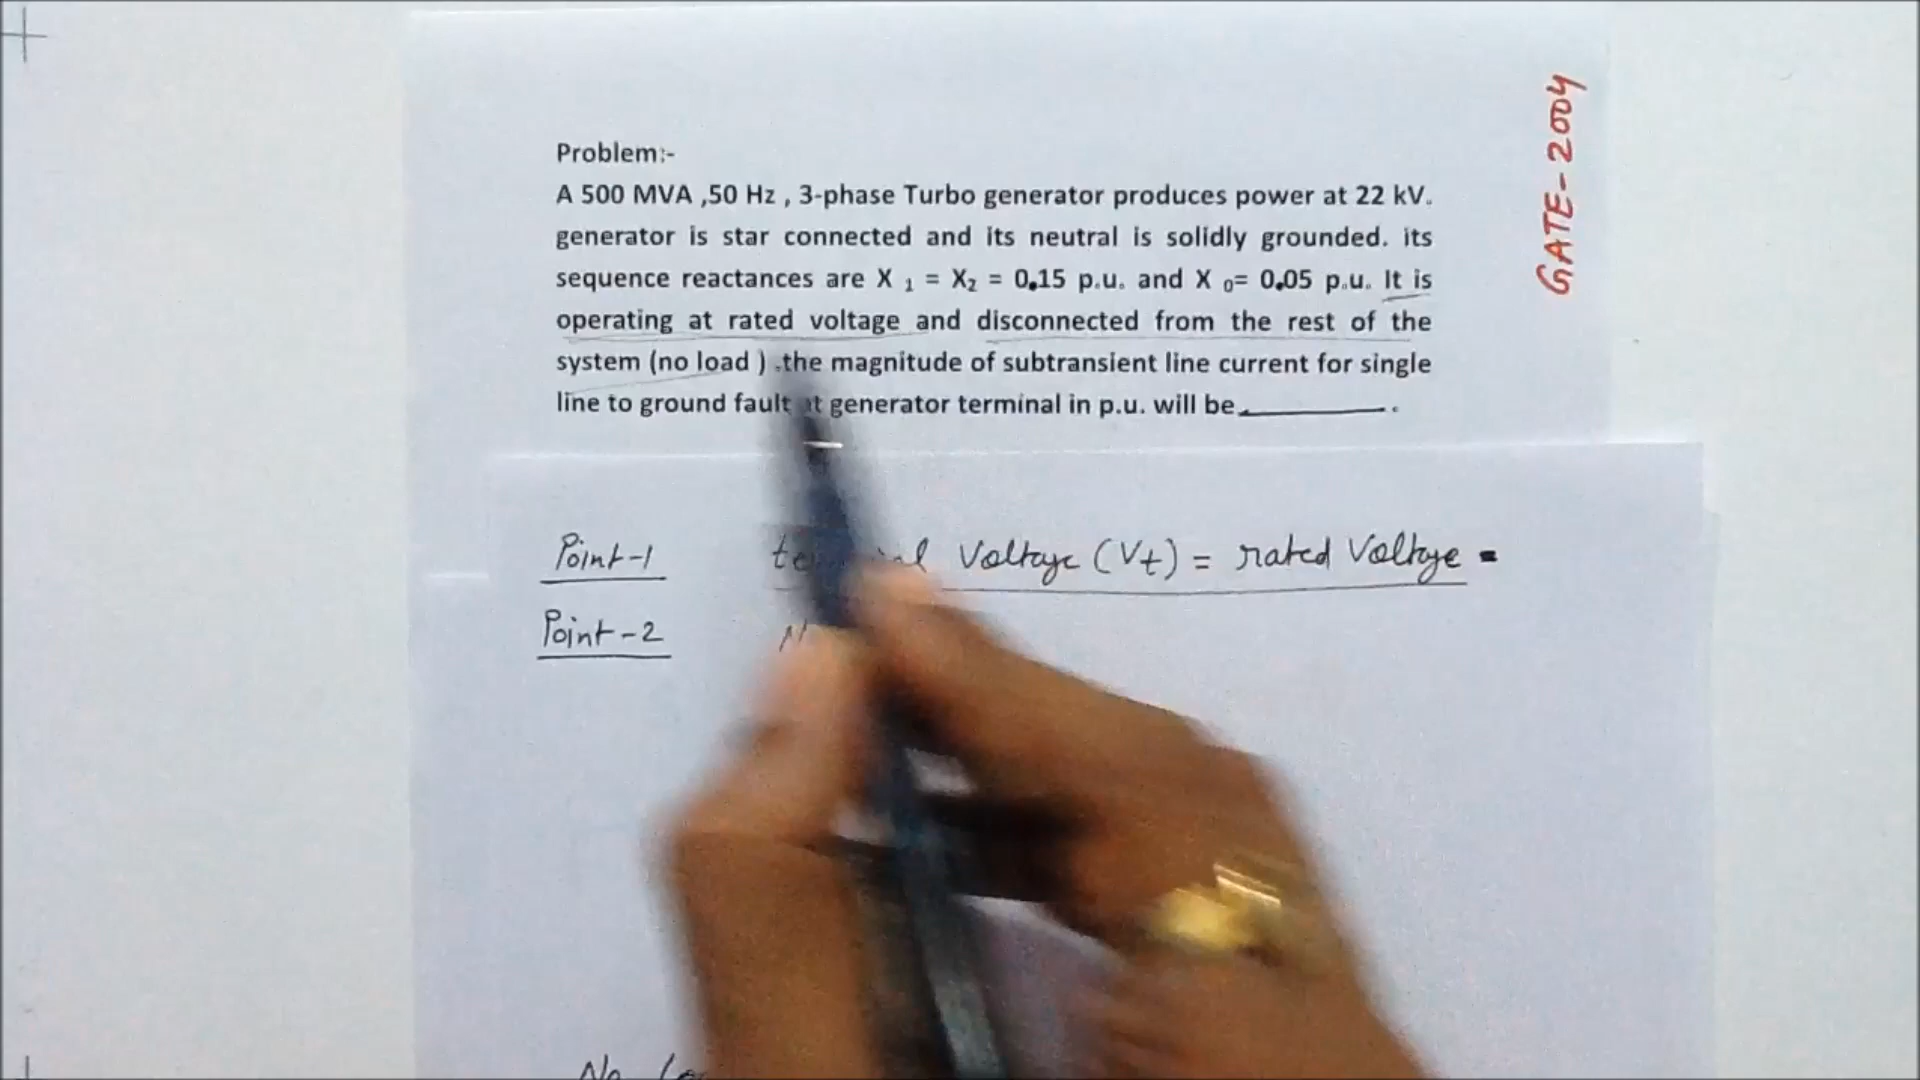 GATE-2004
Problem:-
A 500 MVA ,50 Hz , 3-phase Turbo generator produces power at 22 kV.
generator is star connected and its neutral is solidly grounded. its
sequence reactances are X 1 = X2 = 0.15 p.u. and X 0= 0.05 p.u. It is
operating at rated voltage and disconnected from the rest of the
system (no load ) .the magnitude of subtransient line current for single
line to ground fault at generator terminal in p.u. will be________.
Point-1 Voltage (Vt) = rated Voltage =
Point-2
No